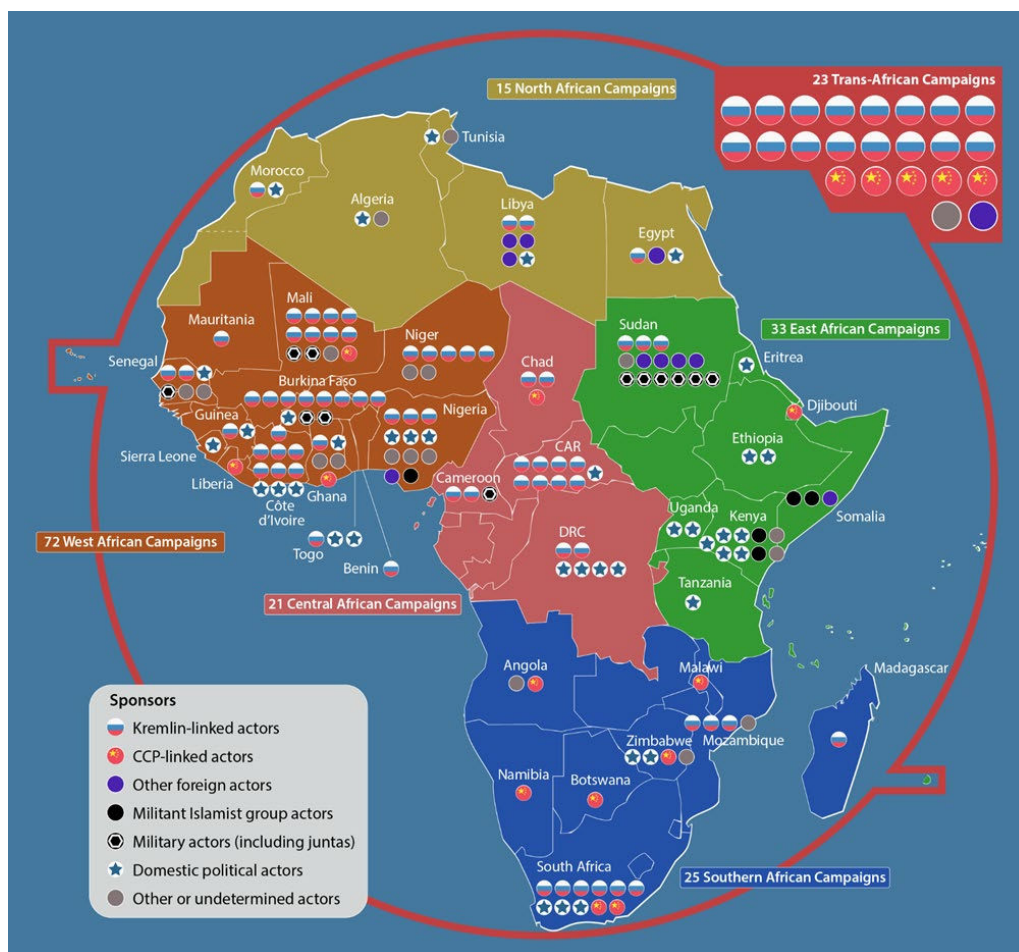 23 Trans-African Campaigns
15 North African Campaigns
Tunisia
Morocco
Algeria
Libya
Egypt
Mali
Mauritania
Niger
Sudan
33 East African Campaigns
Senegal
Chad
Eritrea
Burkina Faso
Djibouti
Guinea
Nigeria
Ethiopia
Sierra Leone
CAR
Liberia
Ghana
Cameroon
Côte
d'Ivoire
Uganda
Kenya
Somalia
72 West African Campaigns
DRC
Togo
Benin
Tanzania
21 Central African Campaigns
Angola
Malawi
Madagascar
Sponsors
Kremlin-linked actors
CCP-linked actors
Other foreign actors
Militant Islamist group actors
Military actors (including juntas)
Domestic political actors
Other or undetermined actors
Zimbabwe
Mozambique
Namibia
Botswana
South Africa
25 Southern African Campaigns